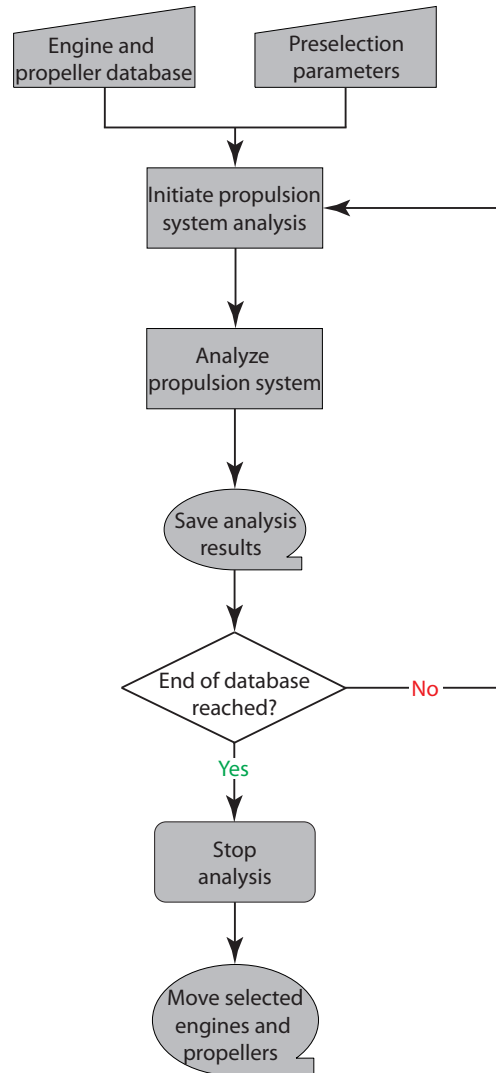 Engine and
propeller database
Preselection
parameters
Initiate propulsion
system analysis
Analyze
propulsion system
Save analysis
results
End of database
reached?
No
Yes
Stop
analysis
Move selected
engines and
propellers